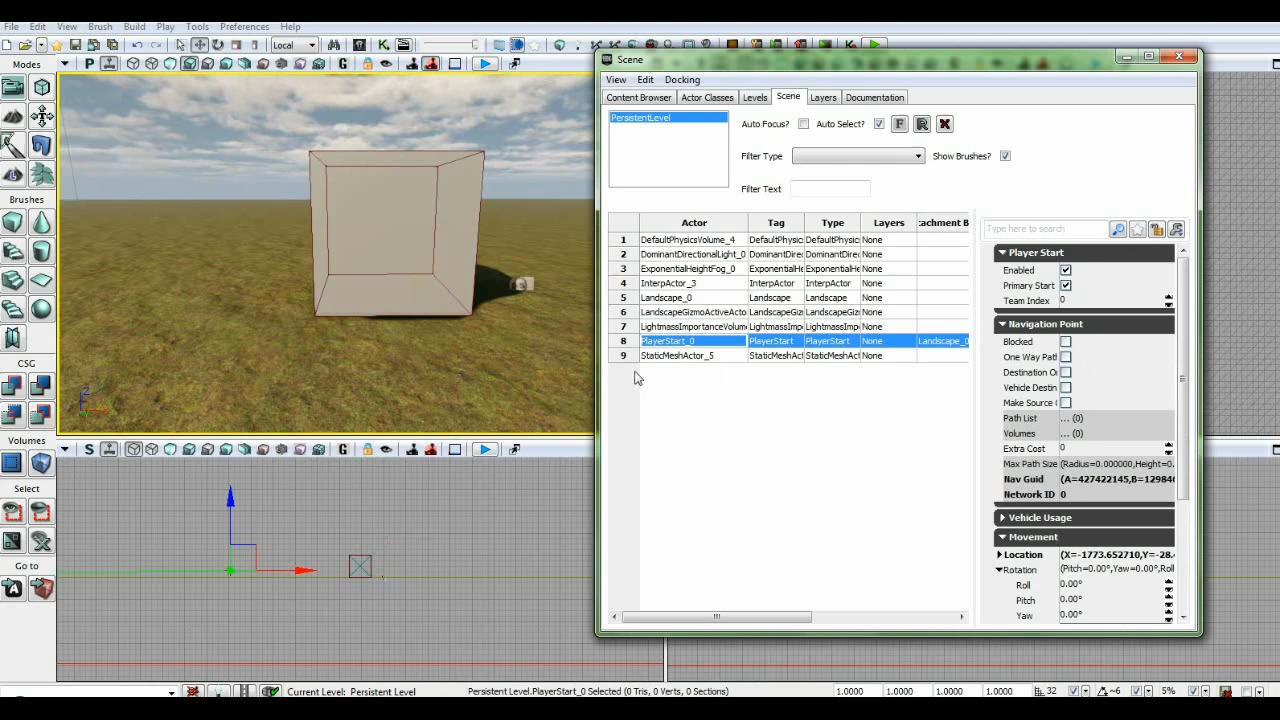 File Edit View Brush Build Play Tools Preferences Help
Local
Modes
P G
Brushes
CSG
Volumes
Select
Go to
S G
Z
Scene
View Edit Docking
Content Browser Actor Classes Levels Scene Layers Documentation
PersistentLevel
Auto Focus? Auto Select? F R
Filter Type Show Brushes?
Filter Text
Actor Tag Type Layers :achment B
1 DefaultPhysicsVolume_4 DefaultPhysic DefaultPhysic None
2 DominantDirectionalLight_0 DominantDire DominantDire None
3 ExponentialHeightFog_0 ExponentialHe ExponentialHe None
4 InterpActor_3 InterpActor InterpActor None
5 Landscape_0 Landscape Landscape None
6 LandscapeGizmoActiveActo LandscapeGiz LandscapeGiz None
7 LightmassImportanceVolum LightmassImp LightmassImp None
8 PlayerStart_0 PlayerStart PlayerStart None Landscape_0
9 StaticMeshActor_5 StaticMeshAct StaticMeshAct None
Type here to search
Player Start
Enabled
Primary Start
Team Index 0
Navigation Point
Blocked
One Way Path
Destination O
Vehicle Destin
Make Source
Path List ... (0)
Volumes ... (0)
Extra Cost 0
Max Path Size (Radius=0.000000,Height=0.
Nav Guid (A=427422145,B=129846
Network ID 0
Vehicle Usage
Movement
Location (X=-1773.652710,Y=-28.4
Rotation (Pitch=0.00°,Yaw=0.00°,Roll
Roll 0.00°
Pitch 0.00°
Yaw 0.00°
Current Level: Persistent Level Persistent Level.PlayerStart_0 Selected (0 Tris, 0 Verts, 0 Sections) 1.0000 1.0000 1.0000 1.0000 32 ~6 5%